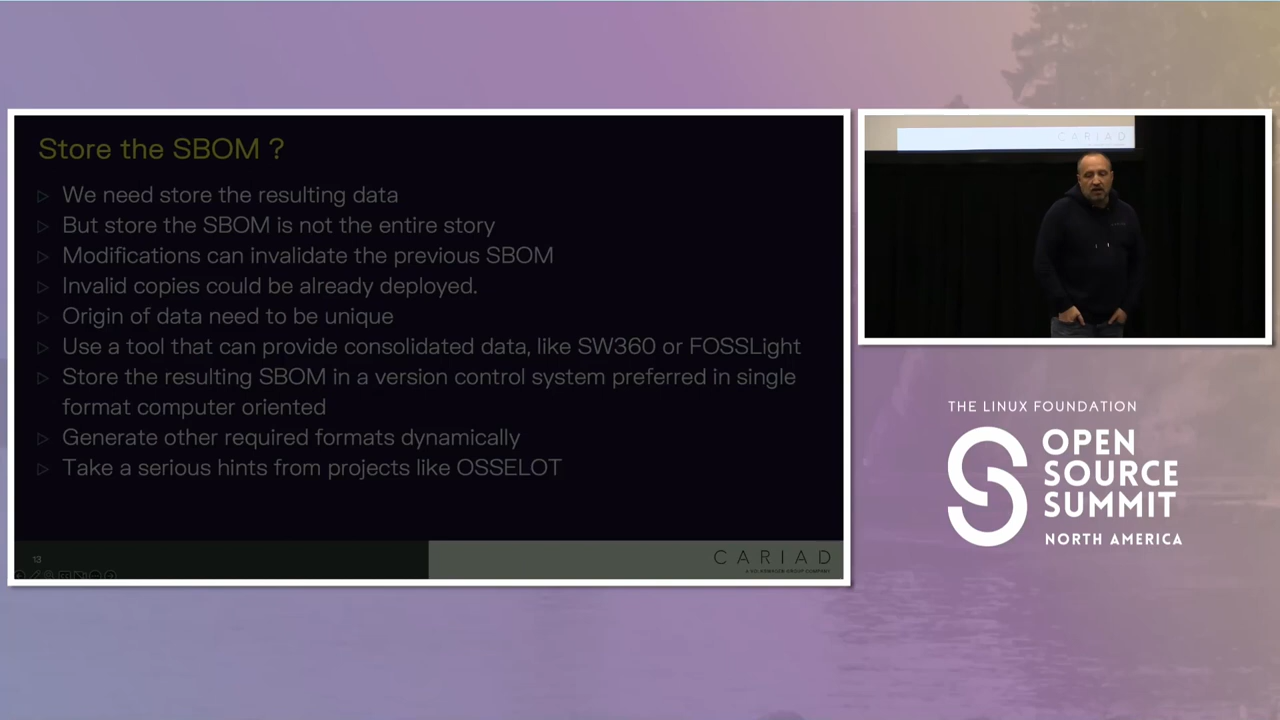 Store the SBOM ?
We need store the resulting data
But store the SBOM is not the entire story
Modifications can invalidate the previous SBOM
Invalid copies could be already deployed.
Origin of data need to be unique
Use a tool that can provide consolidated data, like SW360 or FOSSLight
Store the resulting SBOM in a version control system preferred in single
format computer oriented
Generate other required formats dynamically
Take a serious hints from projects like OSSELOT
13
CARIAD
A VOLKSWAGEN GROUP COMPANY
CARIAD
THE LINUX FOUNDATION
OPEN
SOURCE
SUMMIT
NORTH AMERICA